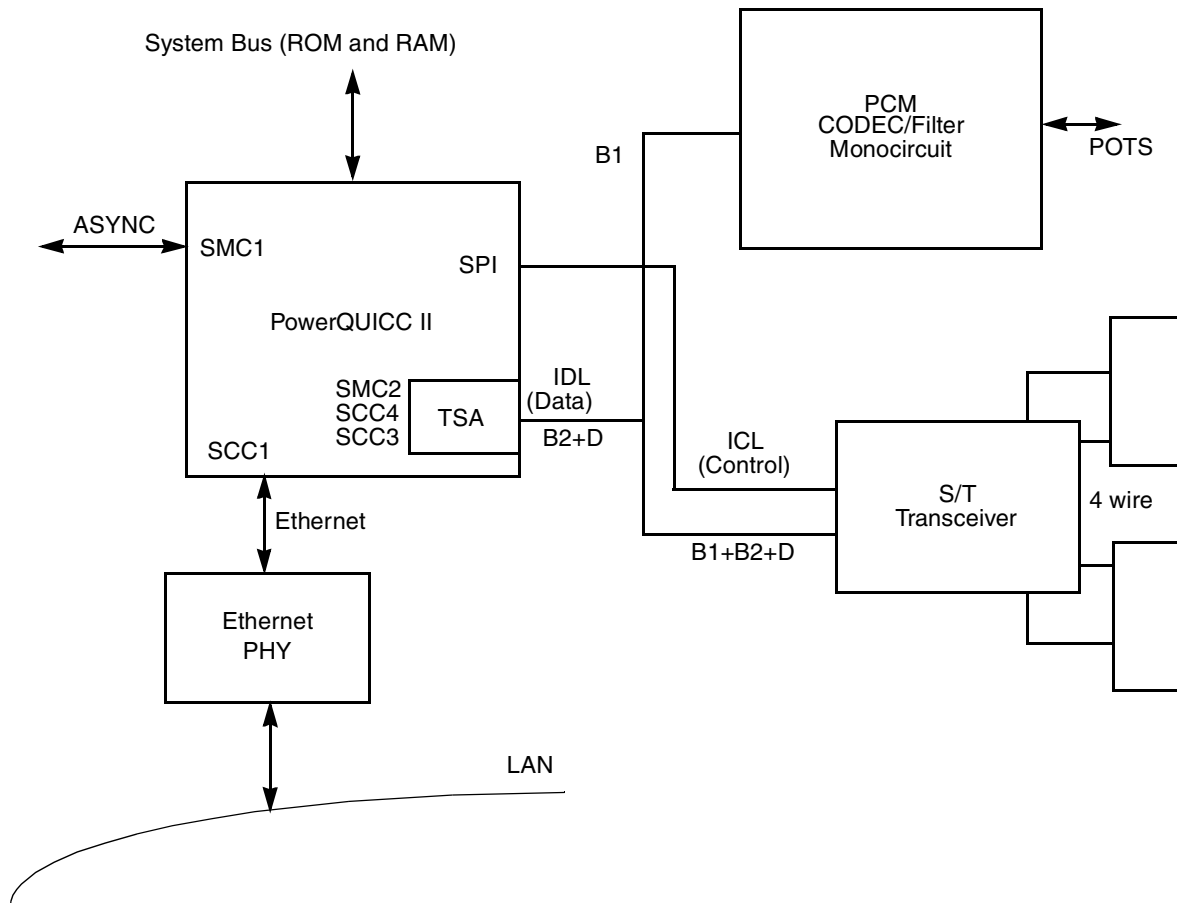 System Bus (ROM and RAM)
PCM
CODEC/Filter
Monocircuit
POTS
B1
ASYNC
SMC1
SPI
PowerQUICC II
SMC2
SCC4
SCC3
TSA
IDL
(Data)
B2+D
SCC1
ICL
(Control)
S/T
Transceiver
4 wire
B1+B2+D
Ethernet
Ethernet
PHY
LAN